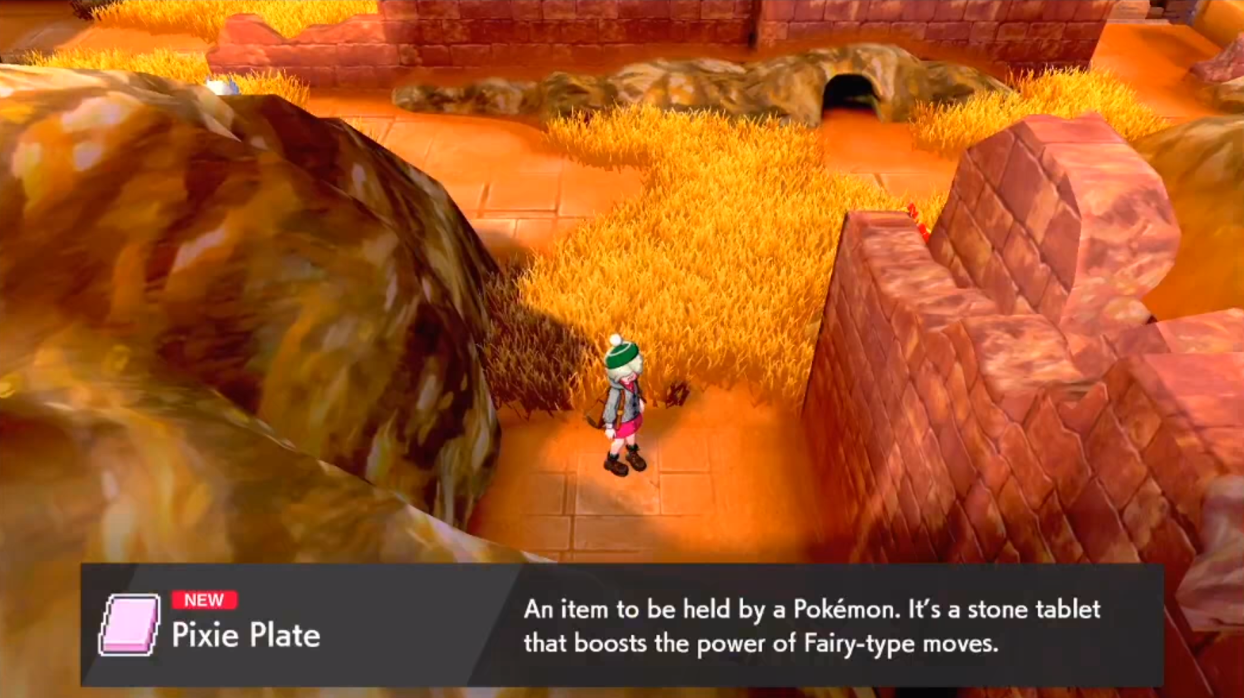 NEW
Pixie Plate
An item to be held by a Pokémon. It's a stone tablet
that boosts the power of Fairy-type moves.